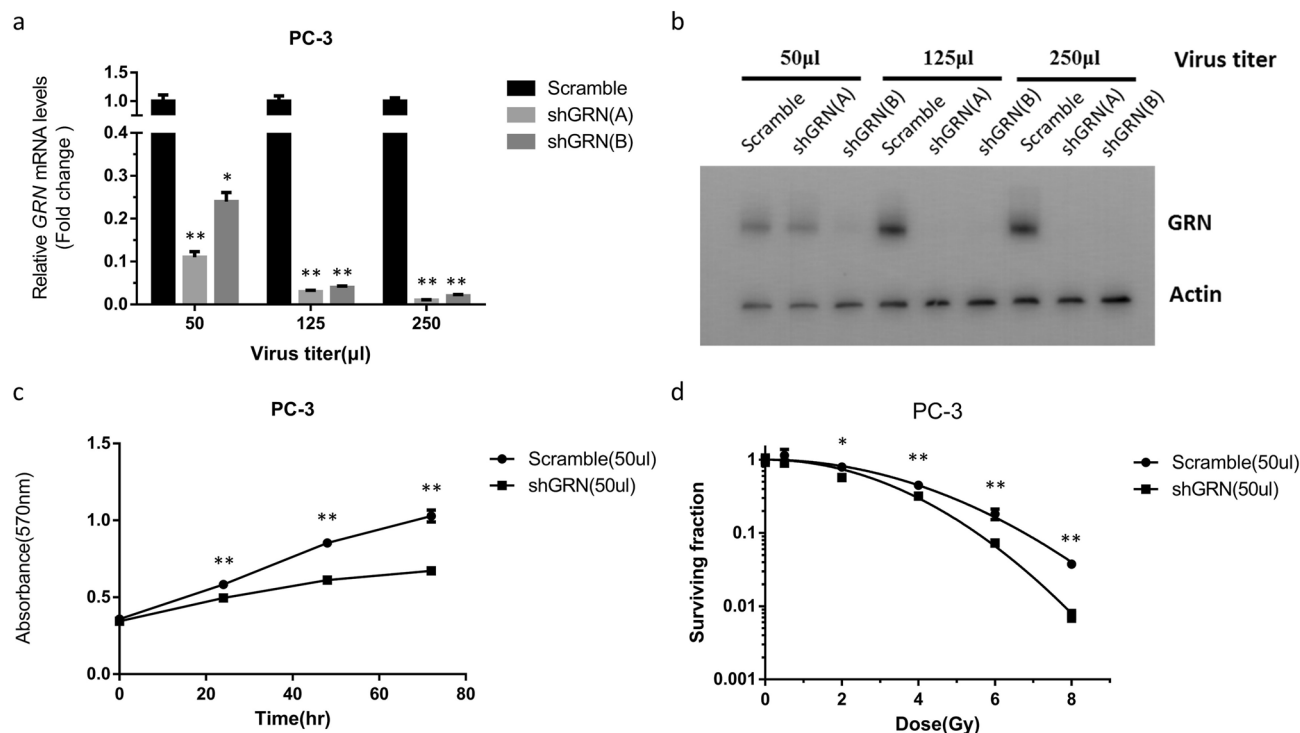 a
PC-3
Relative GRN mRNA levels
(Fold change )
1.5
1.0
0.4
0.3
0.2
0.1
0.0
**
*
** **
** **
50
125
250
Virus titer(μl)
Scramble
shGRN(A)
shGRN(B)
b
50μl
125μl
250μl
Virus titer
Scramble
shGRN(A)
shGRN(B)
Scramble
shGRN(A)
shGRN(B)
Scramble
shGRN(A)
shGRN(B)
GRN
Actin
c
PC-3
Absorbance(570nm)
1.5
1.0
0.5
0.0
**
**
**
0
20
40
60
80
Time(hr)
Scramble(50ul)
shGRN(50ul)
d
PC-3
Surviving fraction
1
0.1
0.01
0.001
*
**
**
**
0
2
4
6
8
Dose(Gy)
Scramble(50ul)
shGRN(50ul)